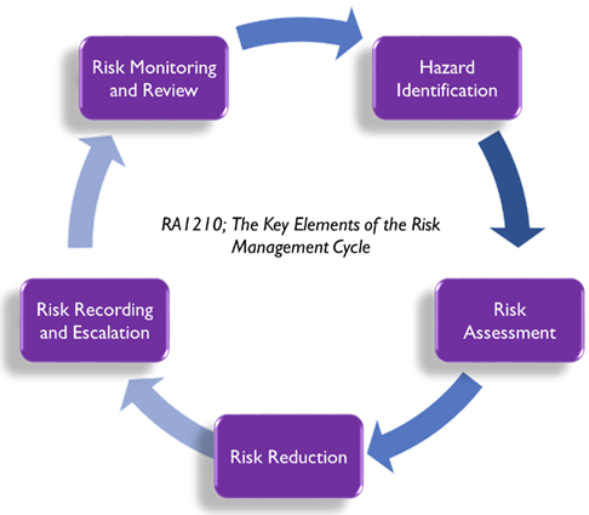 Risk Monitoring
and Review
Hazard
Identification
RA1210; The Key Elements of the Risk
Management Cycle
Risk Recording
and Escalation
Risk
Assessment
Risk Reduction